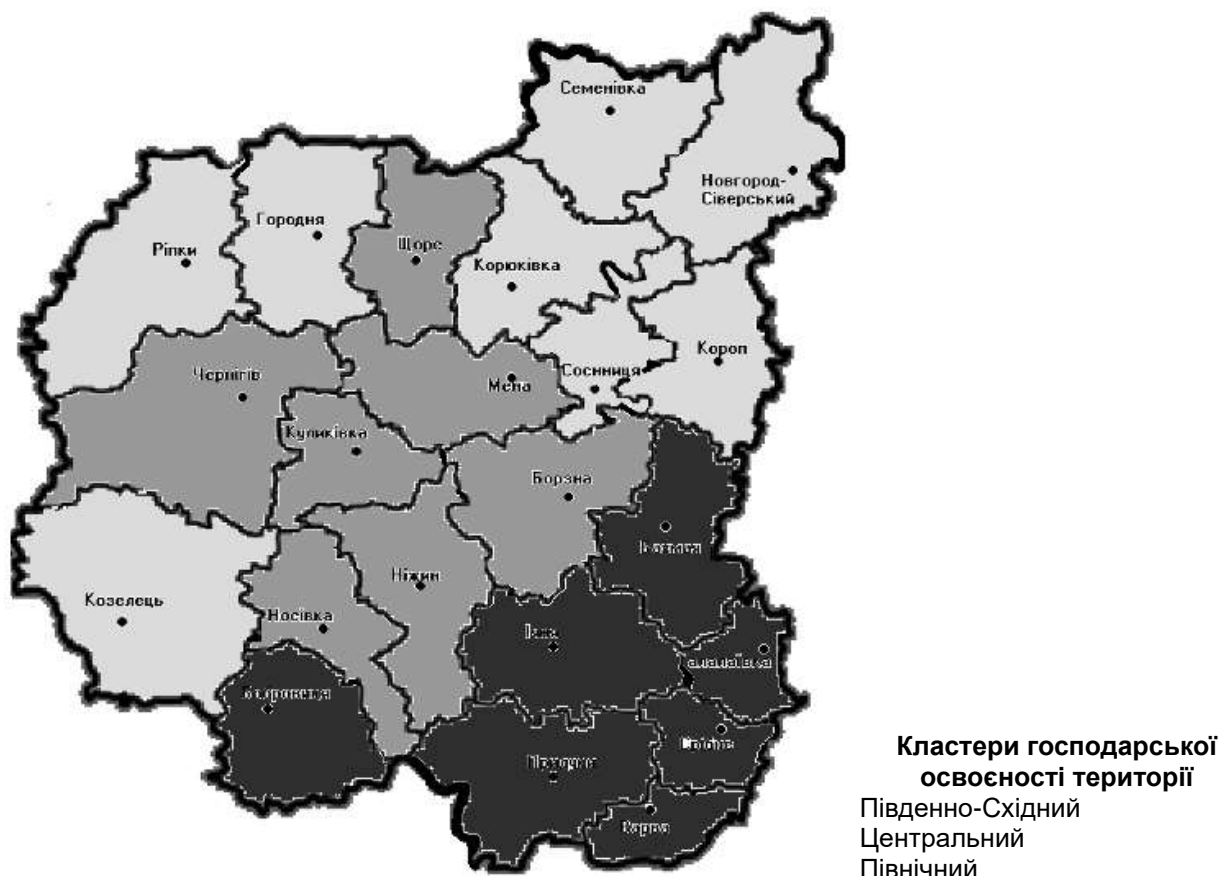 Семенівка
Новгород-
Сіверський
Городня
Ріпки
Щорс
Корюківка
Короп
Сосниця
Чернігів
Мена
Куликівка
Борзна
Ніжин
Козелець
Носівка
Прилуки
Кластери господарської
освоєності території
Південно-Східний
Центральний
Північний